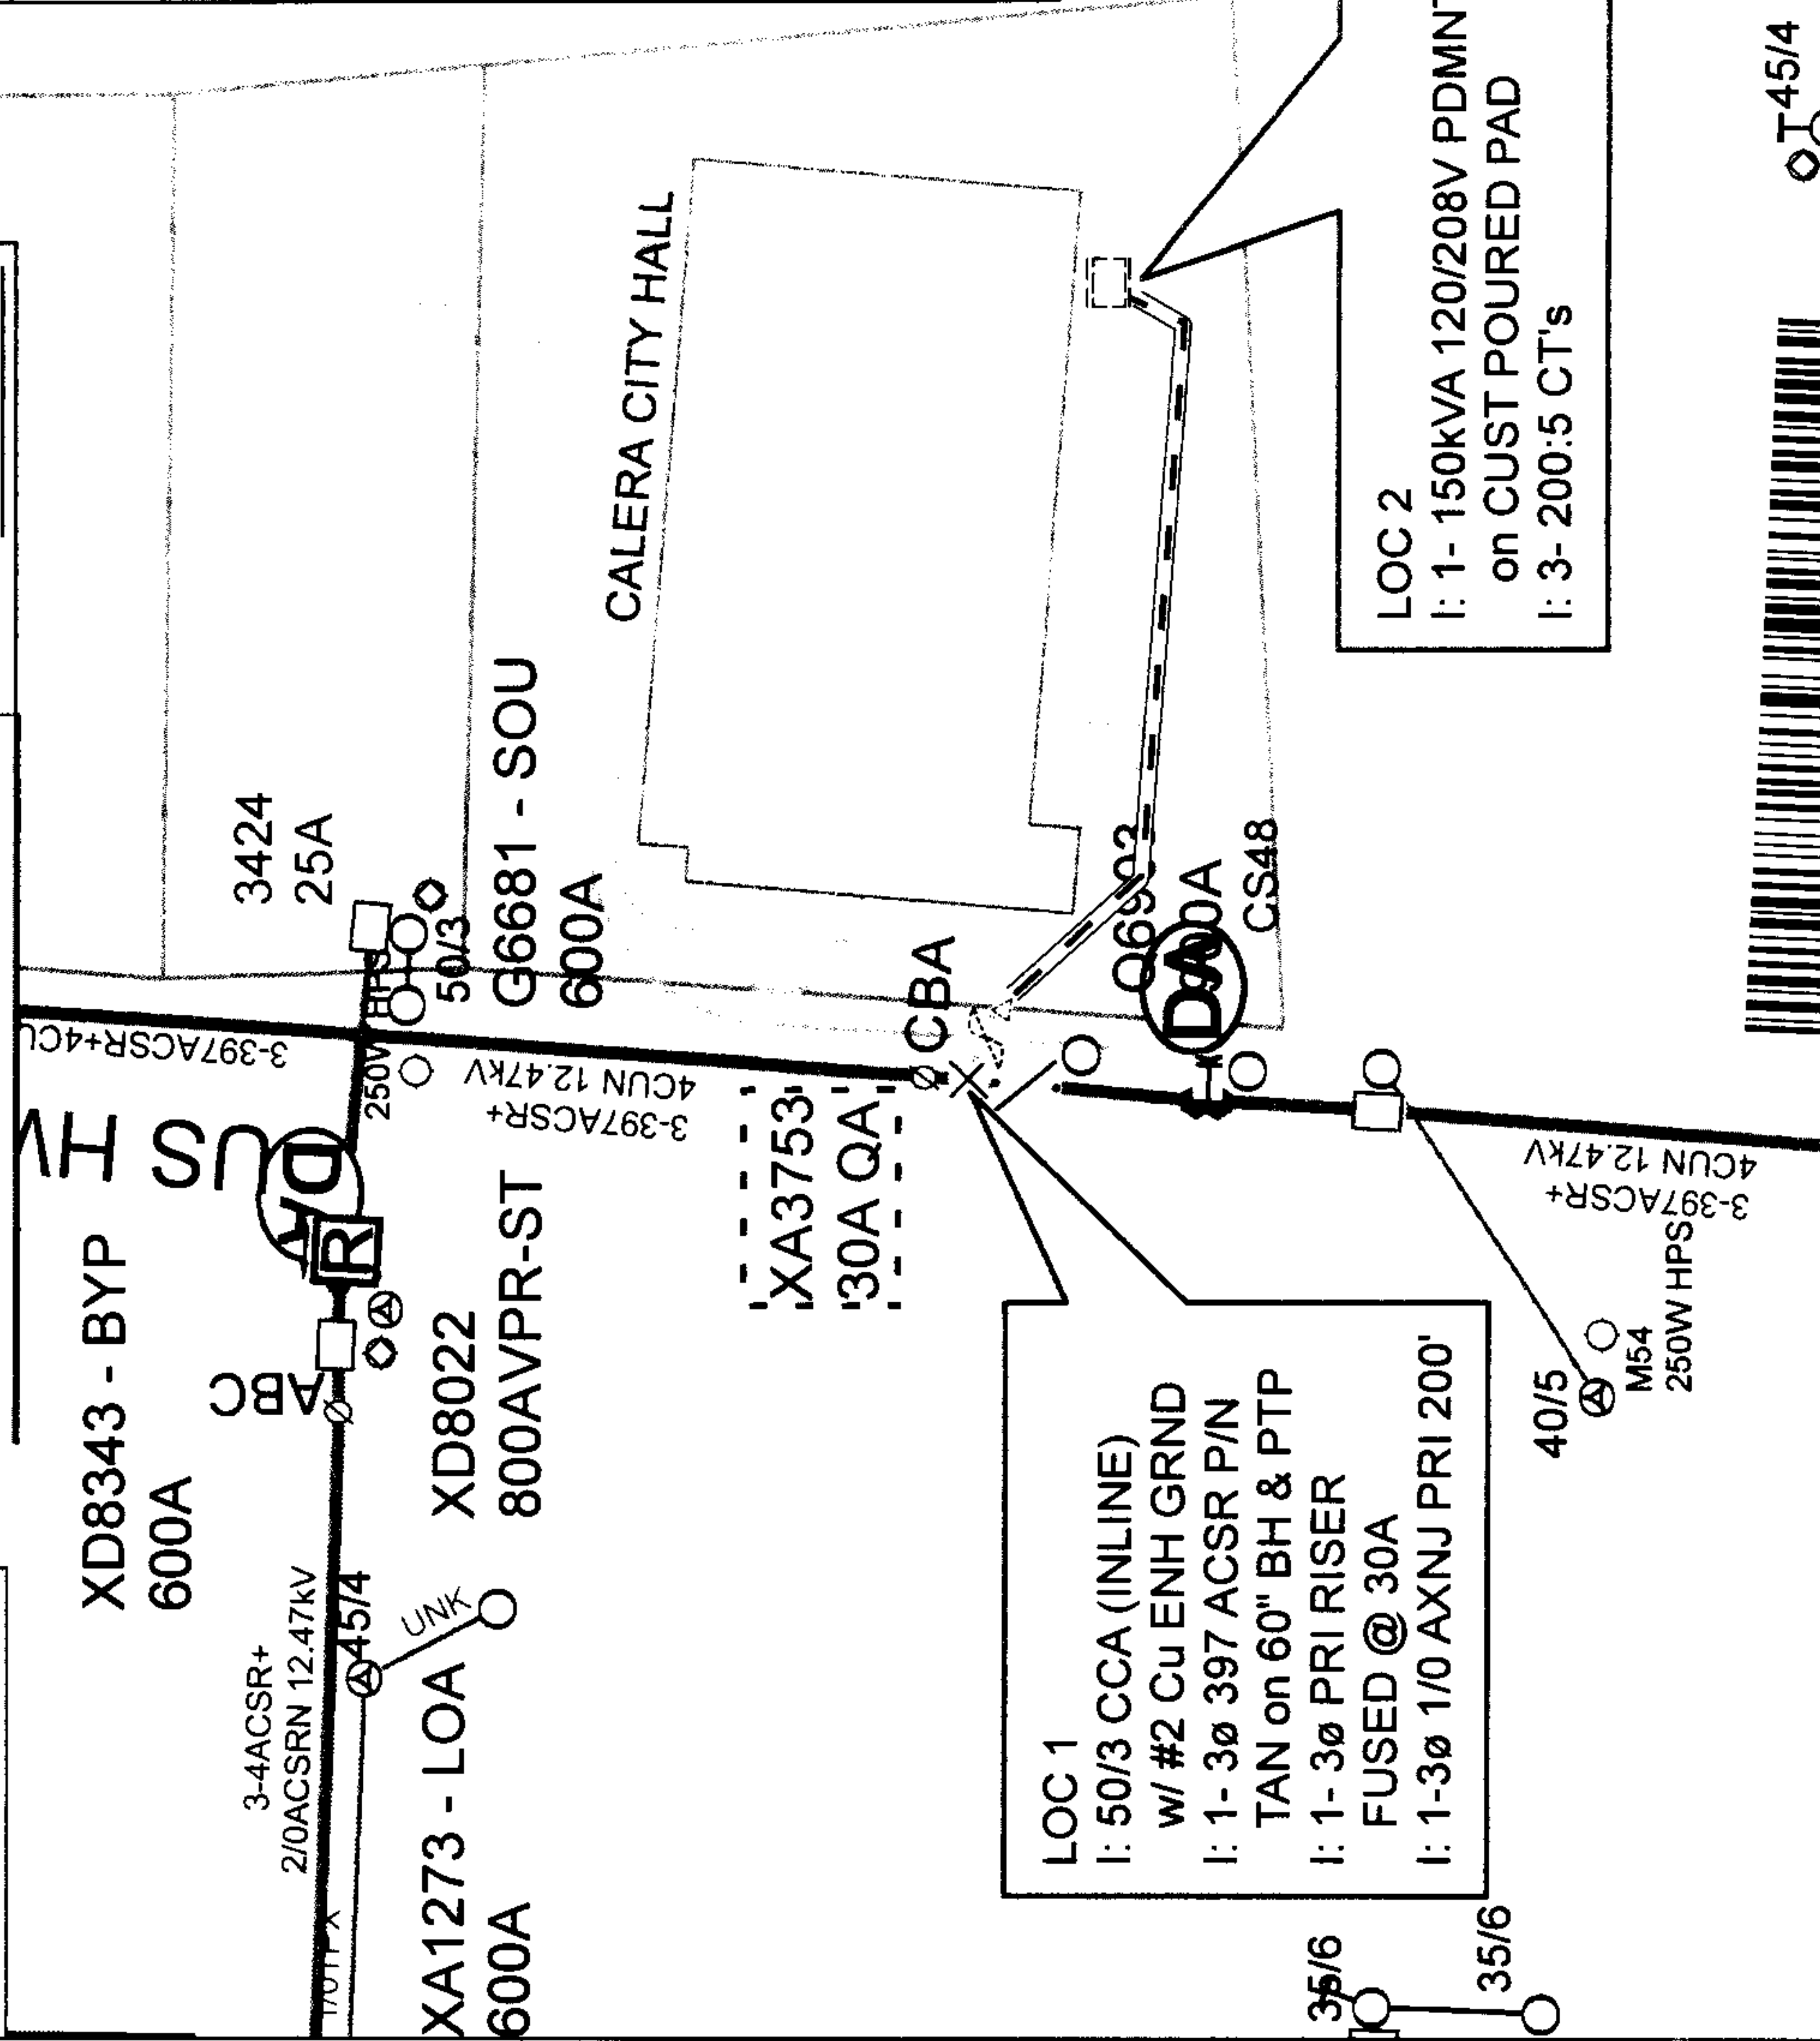 XD8343 - BYP
600A
US
ABC
R
3424
25A
50/3
G6681 - SOU
600A
3-397ACSR+4CU
4CUN 12.47kV
3-397ACSR+
XD8022
800AVPR-ST
3-4ACSR+
2/0ACSRN 12.47kV
45/4
UNK
XA1273 - LOA
600A
CALERA CITY HALL
CBA
XA3753
30A QA
CS48
LOC 1
I: 50/3 CCA (INLINE)
w/ #2 Cu ENH GRND
I: 1- 3ø 397 ACSR P/N
TAN on 60" BH & PTP
I: 1- 3ø PRI RISER
FUSED @ 30A
I: 1-3ø 1/0 AXNJ PRI 200'
LOC 2
I: 1- 150kVA 120/208V PDMNT
on CUST POURED PAD
I: 3- 200:5 CT's
4CUN 12.47kV
3-397ACSR+
40/5
M54
250W HPS
35/6
35/6
T45/4